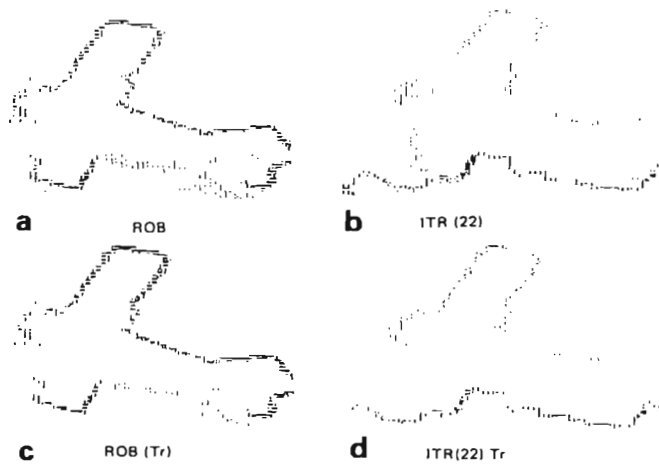 a
ROB
b
ITR (22)
c
ROB (Tr)
d
ITR(22) Tr